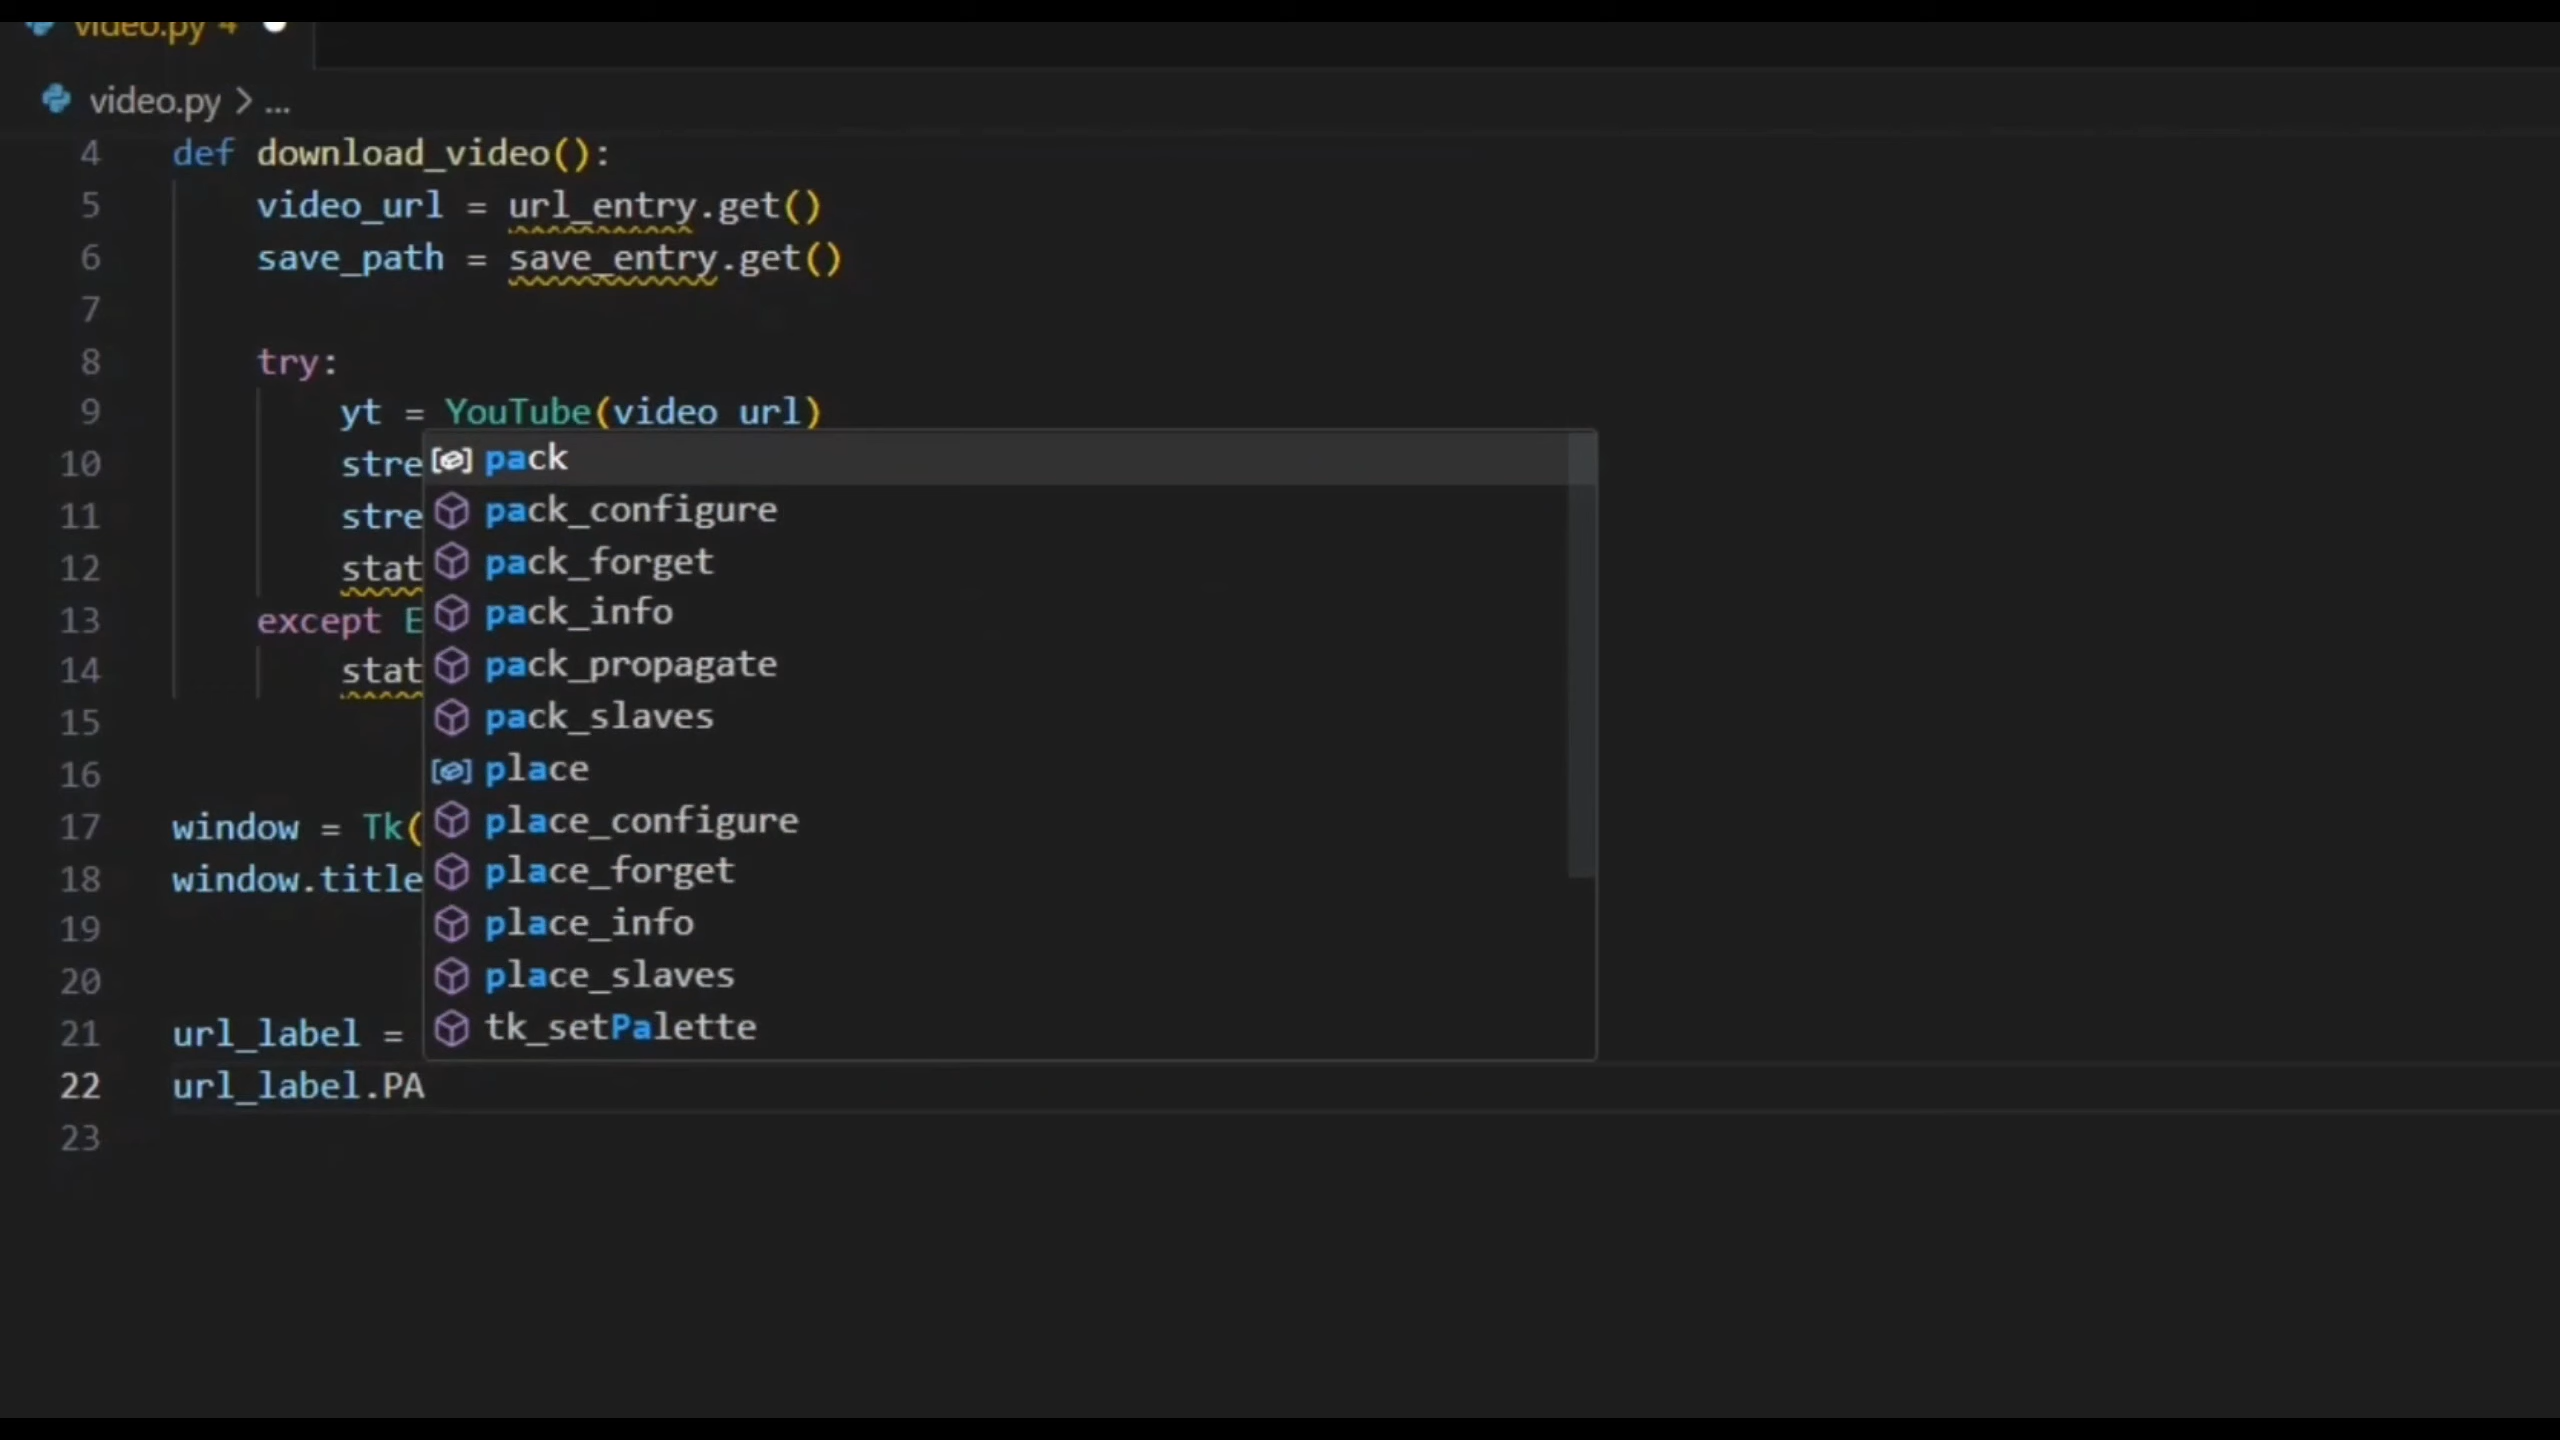 video.py 4
video.py > ...
4 def download_video():
5 video_url = url_entry.get()
6 save_path = save_entry.get()
7
8 try:
9 yt = YouTube(video url)
10 stre
11 stre
12 stat
13 except E
14 stat
15
16
17 window = Tk(
18 window.title
19
20
21 url_label =
pack
pack_configure
pack_forget
pack_info
pack_propagate
pack_slaves
place
place_configure
place_forget
place_info
place_slaves
tk_setPalette
22 url_label.PA
23